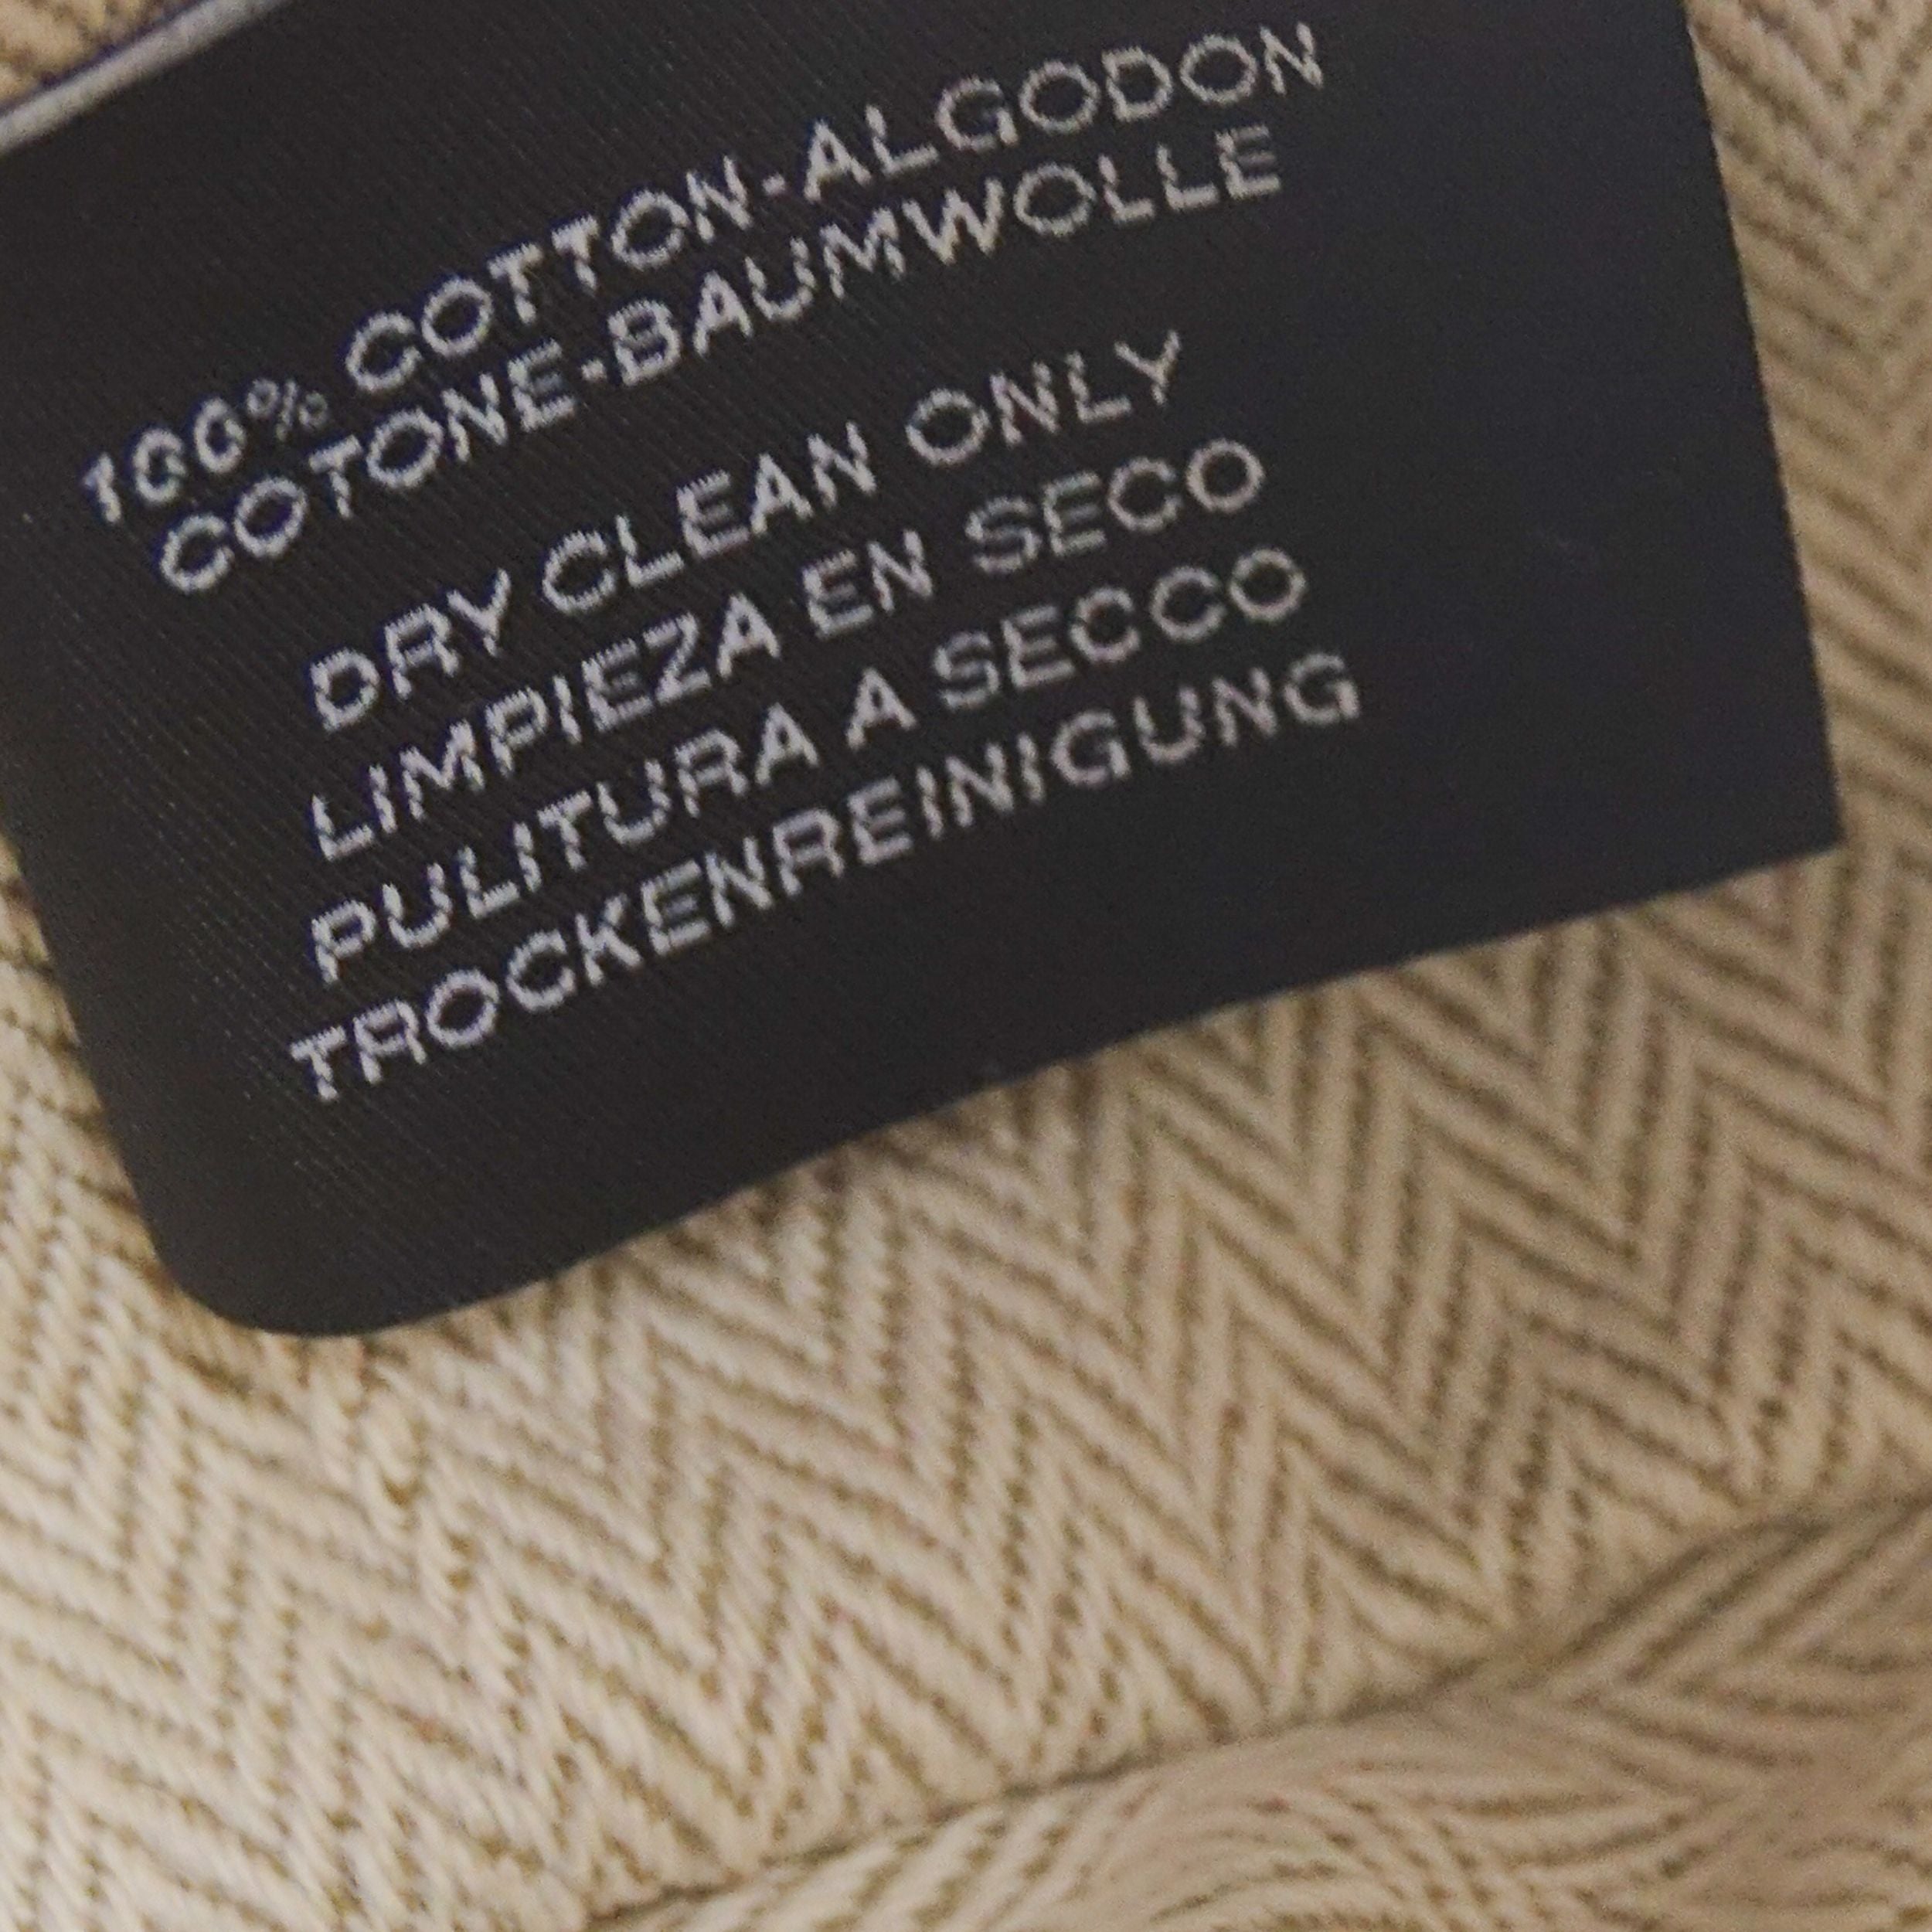 100% COTTON-ALGODON
COTONE-BAUMWOLLE
DRY CLEAN ONLY
LIMPIEZA EN SECO
PULITURA A SECCO
TROCKENREINIGUNG